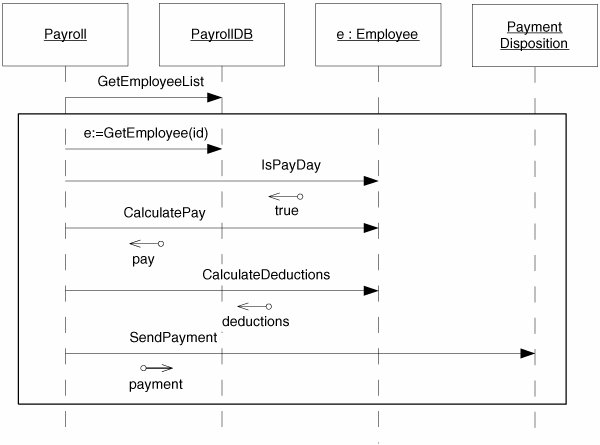 Payroll
PayrollDB
e : Employee
Payment
Disposition
GetEmployeeList
e:=GetEmployee(id)
IsPayDay
true
CalculatePay
pay
CalculateDeductions
deductions
SendPayment
payment